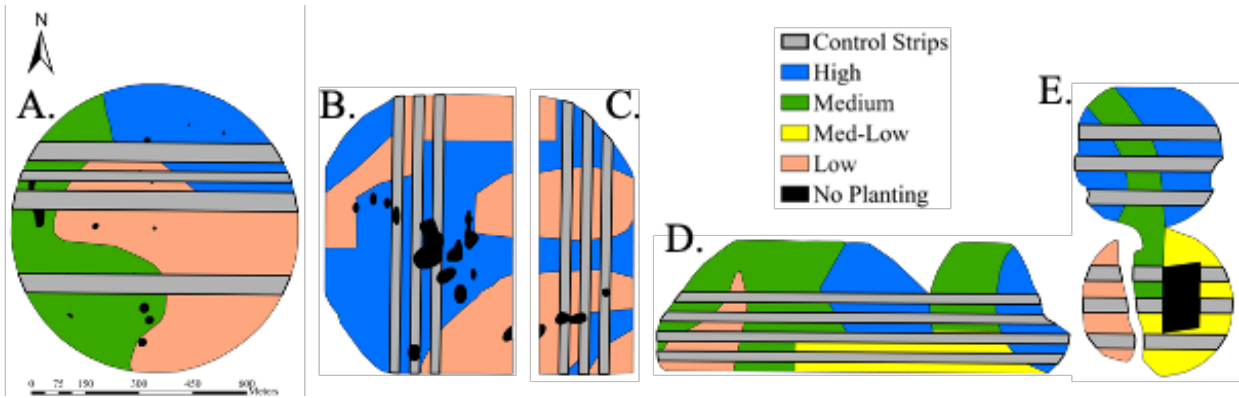 N
A.
B.
C.
D.
E.
Control Strips
High
Medium
Med-Low
Low
No Planting
0 75 150 300 450 600
Meters